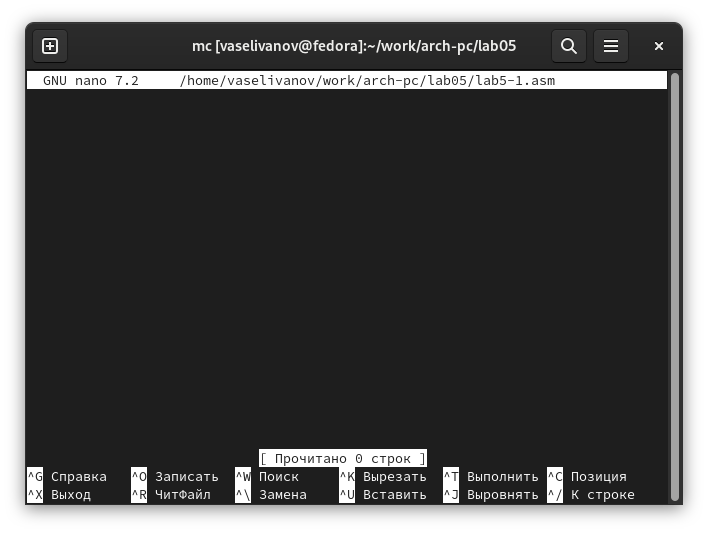 mc [vaselivanov@fedora]:~/work/arch-pc/lab05
GNU nano 7.2 /home/vaselivanov/work/arch-pc/lab05/lab5-1.asm
[ Прочитано 0 строк ]
^G Справка ^O Записать ^W Поиск ^K Вырезать ^T Выполнить ^C Позиция
^X Выход ^R ЧитФайл ^\ Замена ^U Вставить ^J Выровнять ^/ К строке